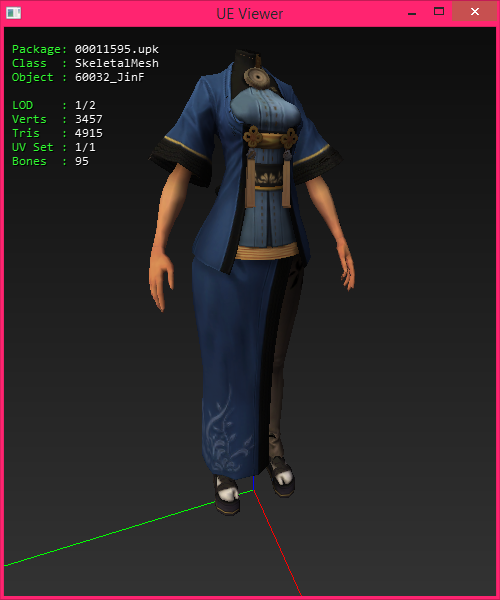 UE Viewer
Package: 00011595.upk
Class  : SkeletalMesh
Object : 60032_JinF
LOD    : 1/2
Verts  : 3457
Tris   : 4915
UV Set : 1/1
Bones  : 95